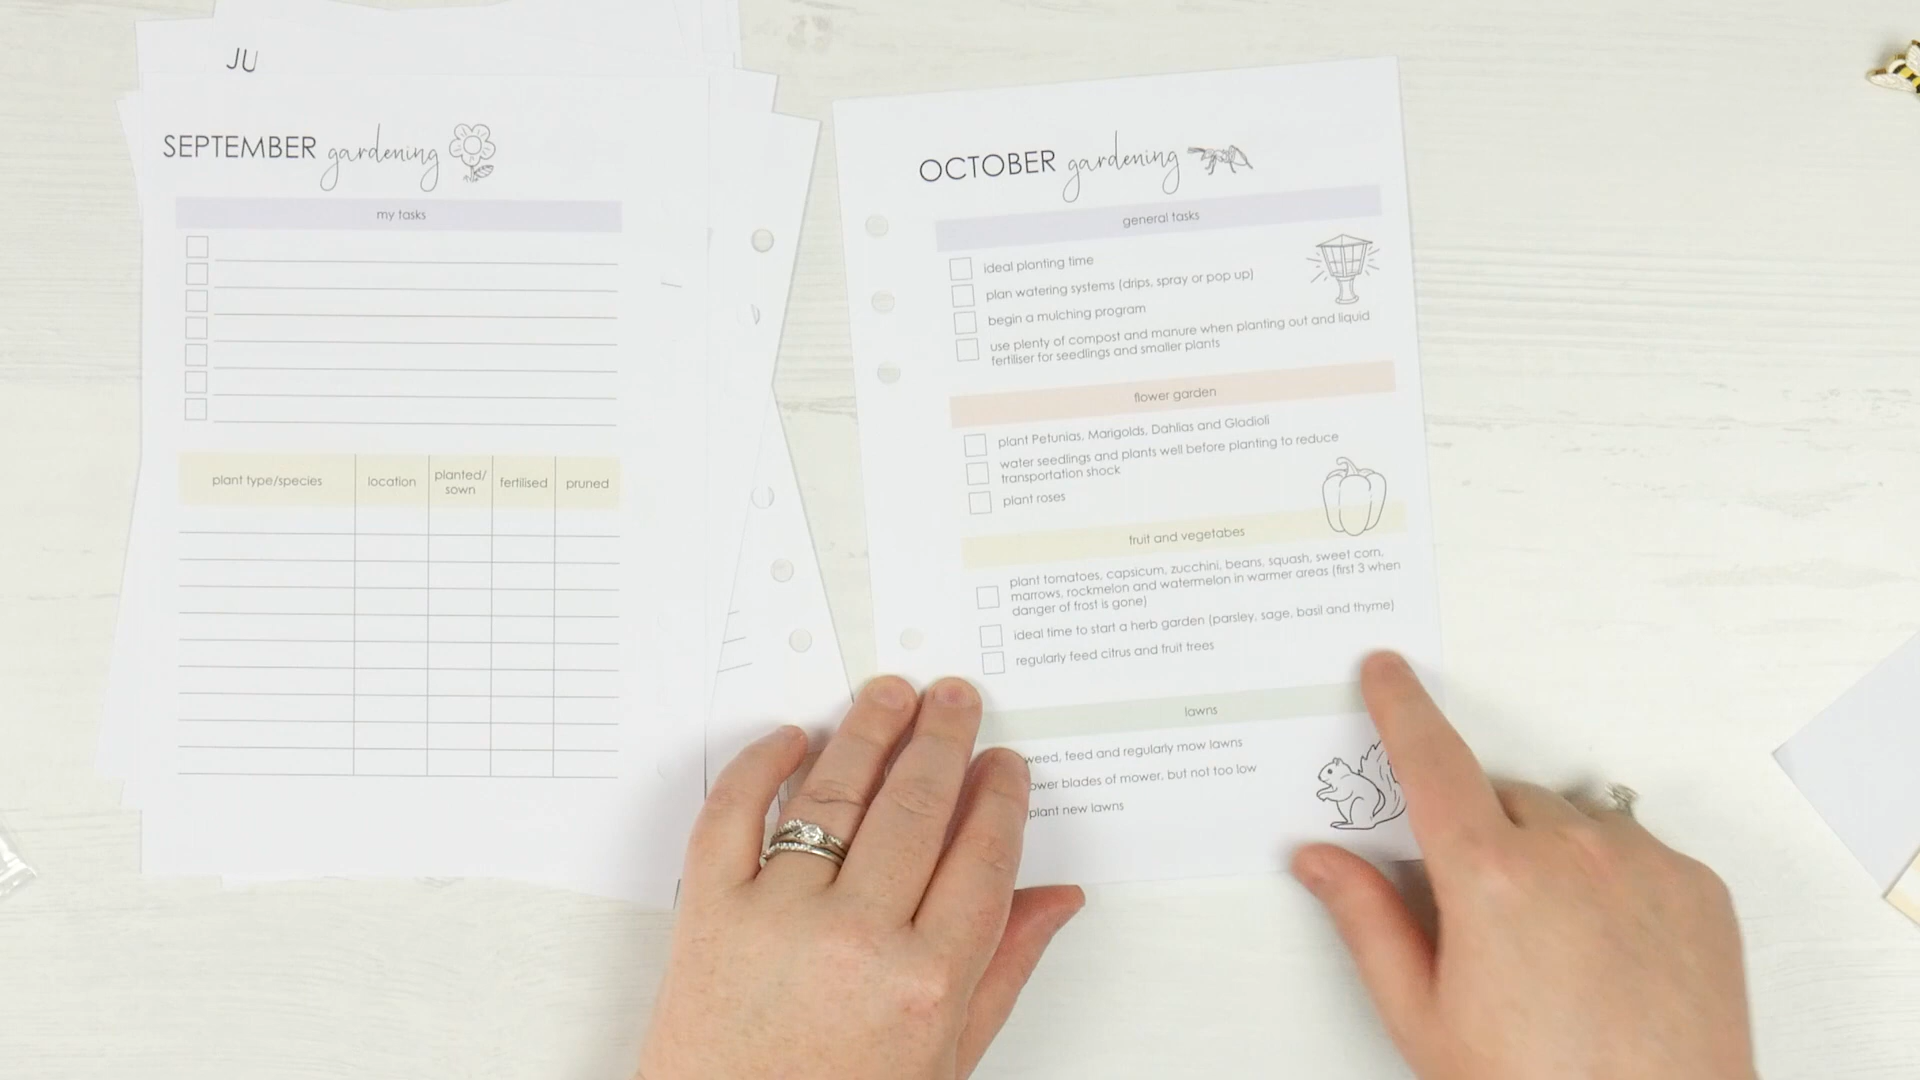 JU
SEPTEMBER gardening
my tasks
plant type/species
location
planted/
sown
fertilised
pruned
OCTOBER gardening
general tasks
ideal planting time
plan watering systems (drips, spray or pop up)
begin a mulching program
use plenty of compost and manure when planting out and liquid
fertiliser for seedlings and smaller plants
flower garden
plant Petunias, Marigolds, Dahlias and Gladioli
water seedlings and plants well before planting to reduce
transportation shock
plant roses
fruit and vegetabes
plant tomatoes, capsicum, zucchini, beans, squash, sweet corn,
marrows, rockmelon and watermelon in warmer areas (first 3 when
danger of frost is gone)
ideal time to start a herb garden (parsley, sage, basil and thyme)
regularly feed citrus and fruit trees
lawns
weed, feed and regularly mow lawns
ower blades of mower, but not too low
plant new lawns